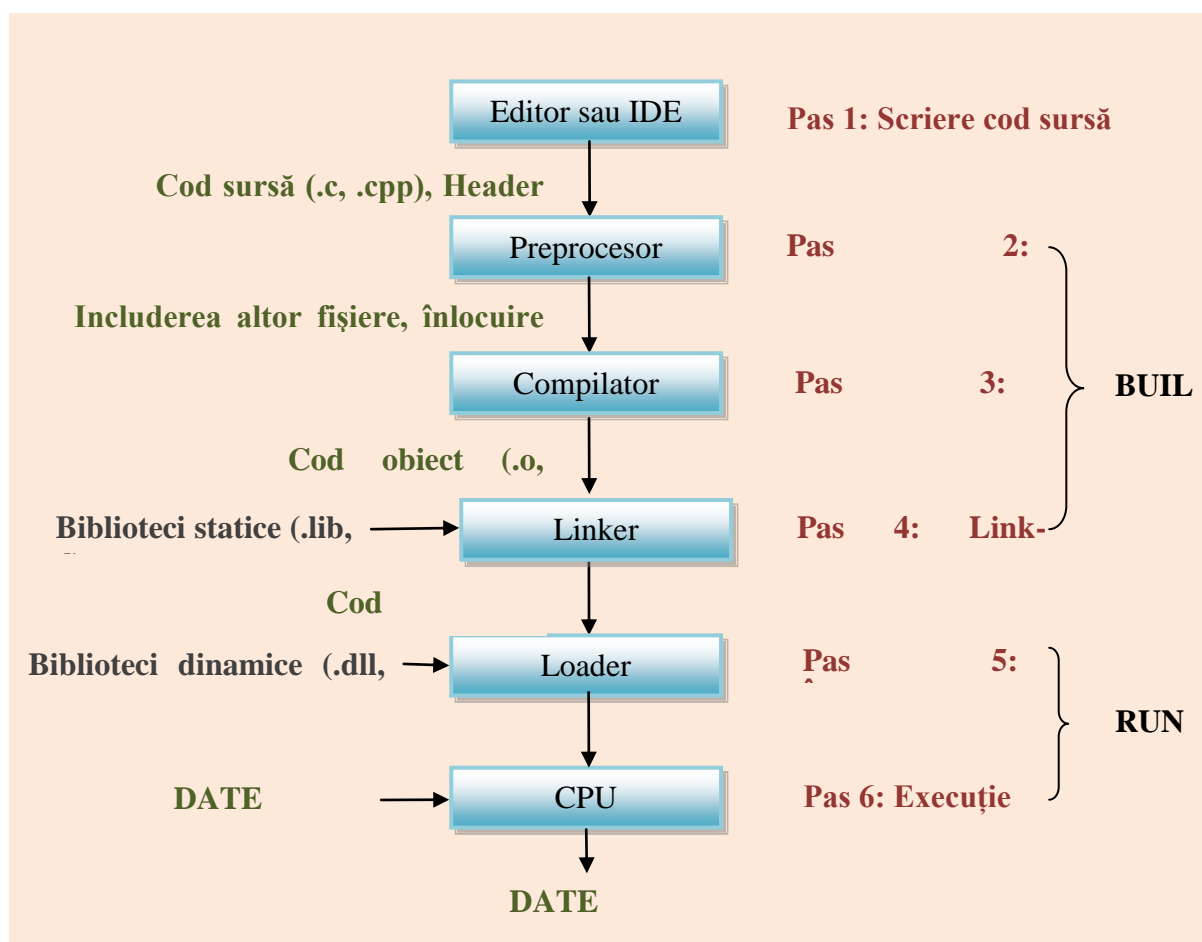 Editor sau IDE
Pas 1: Scriere cod sursă
Cod sursă (.c, .cpp), Header
Preprocesor
Pas 2:
Includerea altor fișiere, înlocuire
Compilator
Pas 3:
BUIL
Cod obiect (.o,
Biblioteci statice (.lib,
Linker
Pas 4: Link-
Cod
Biblioteci dinamice (.dll,
Loader
Pas 5:
RUN
DATE
CPU
Pas 6: Execuție
DATE